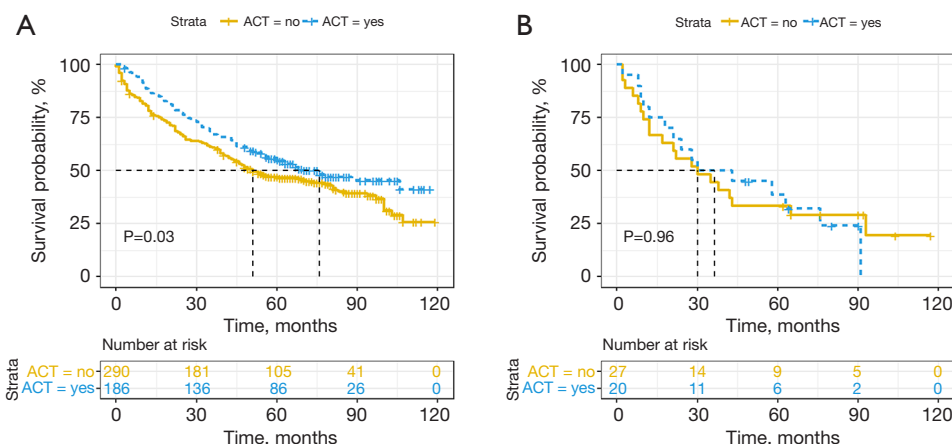 A
Strata ACT = no ACT = yes
Survival probability, %
100
75
50
25
0
P=0.03
0 30 60 90 120
Time, months
Number at risk
Strata
ACT = no 290 181 105 41 0
ACT = yes 186 136 86 26 0
0 30 60 90 120
Time, months
B
Strata ACT = no ACT = yes
Survival probability, %
100
75
50
25
0
P=0.96
0 30 60 90 120
Time, months
Number at risk
Strata
ACT = no 27 14 9 5 0
ACT = yes 20 11 6 2 0
0 30 60 90 120
Time, months